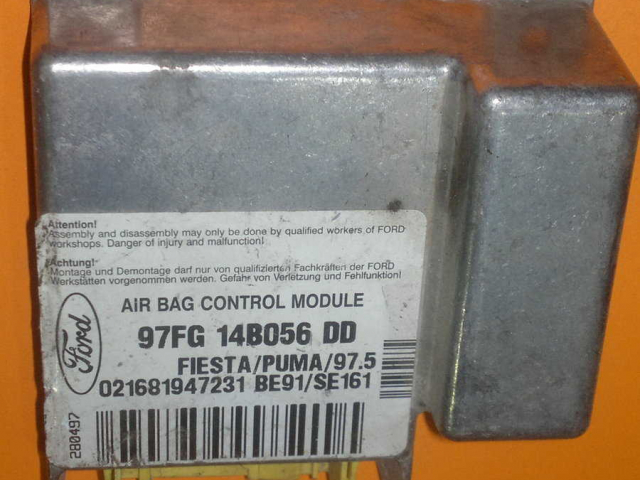 Attention!
Assembly and disassembly may only be done by qualified workers of FORD
workshops. Danger of injury and malfunction!
Achtung!
Montage und Demontage darf nur von qualifizierten Fachkräften der FORD
Werkstätten vorgenommen werden. Gefahr von Verletzung und Fehlfunktion!
Ford
AIR BAG CONTROL MODULE
97FG 14B056 DD
FIESTA/PUMA/97.5
021681947231 BE91/SE161
280497